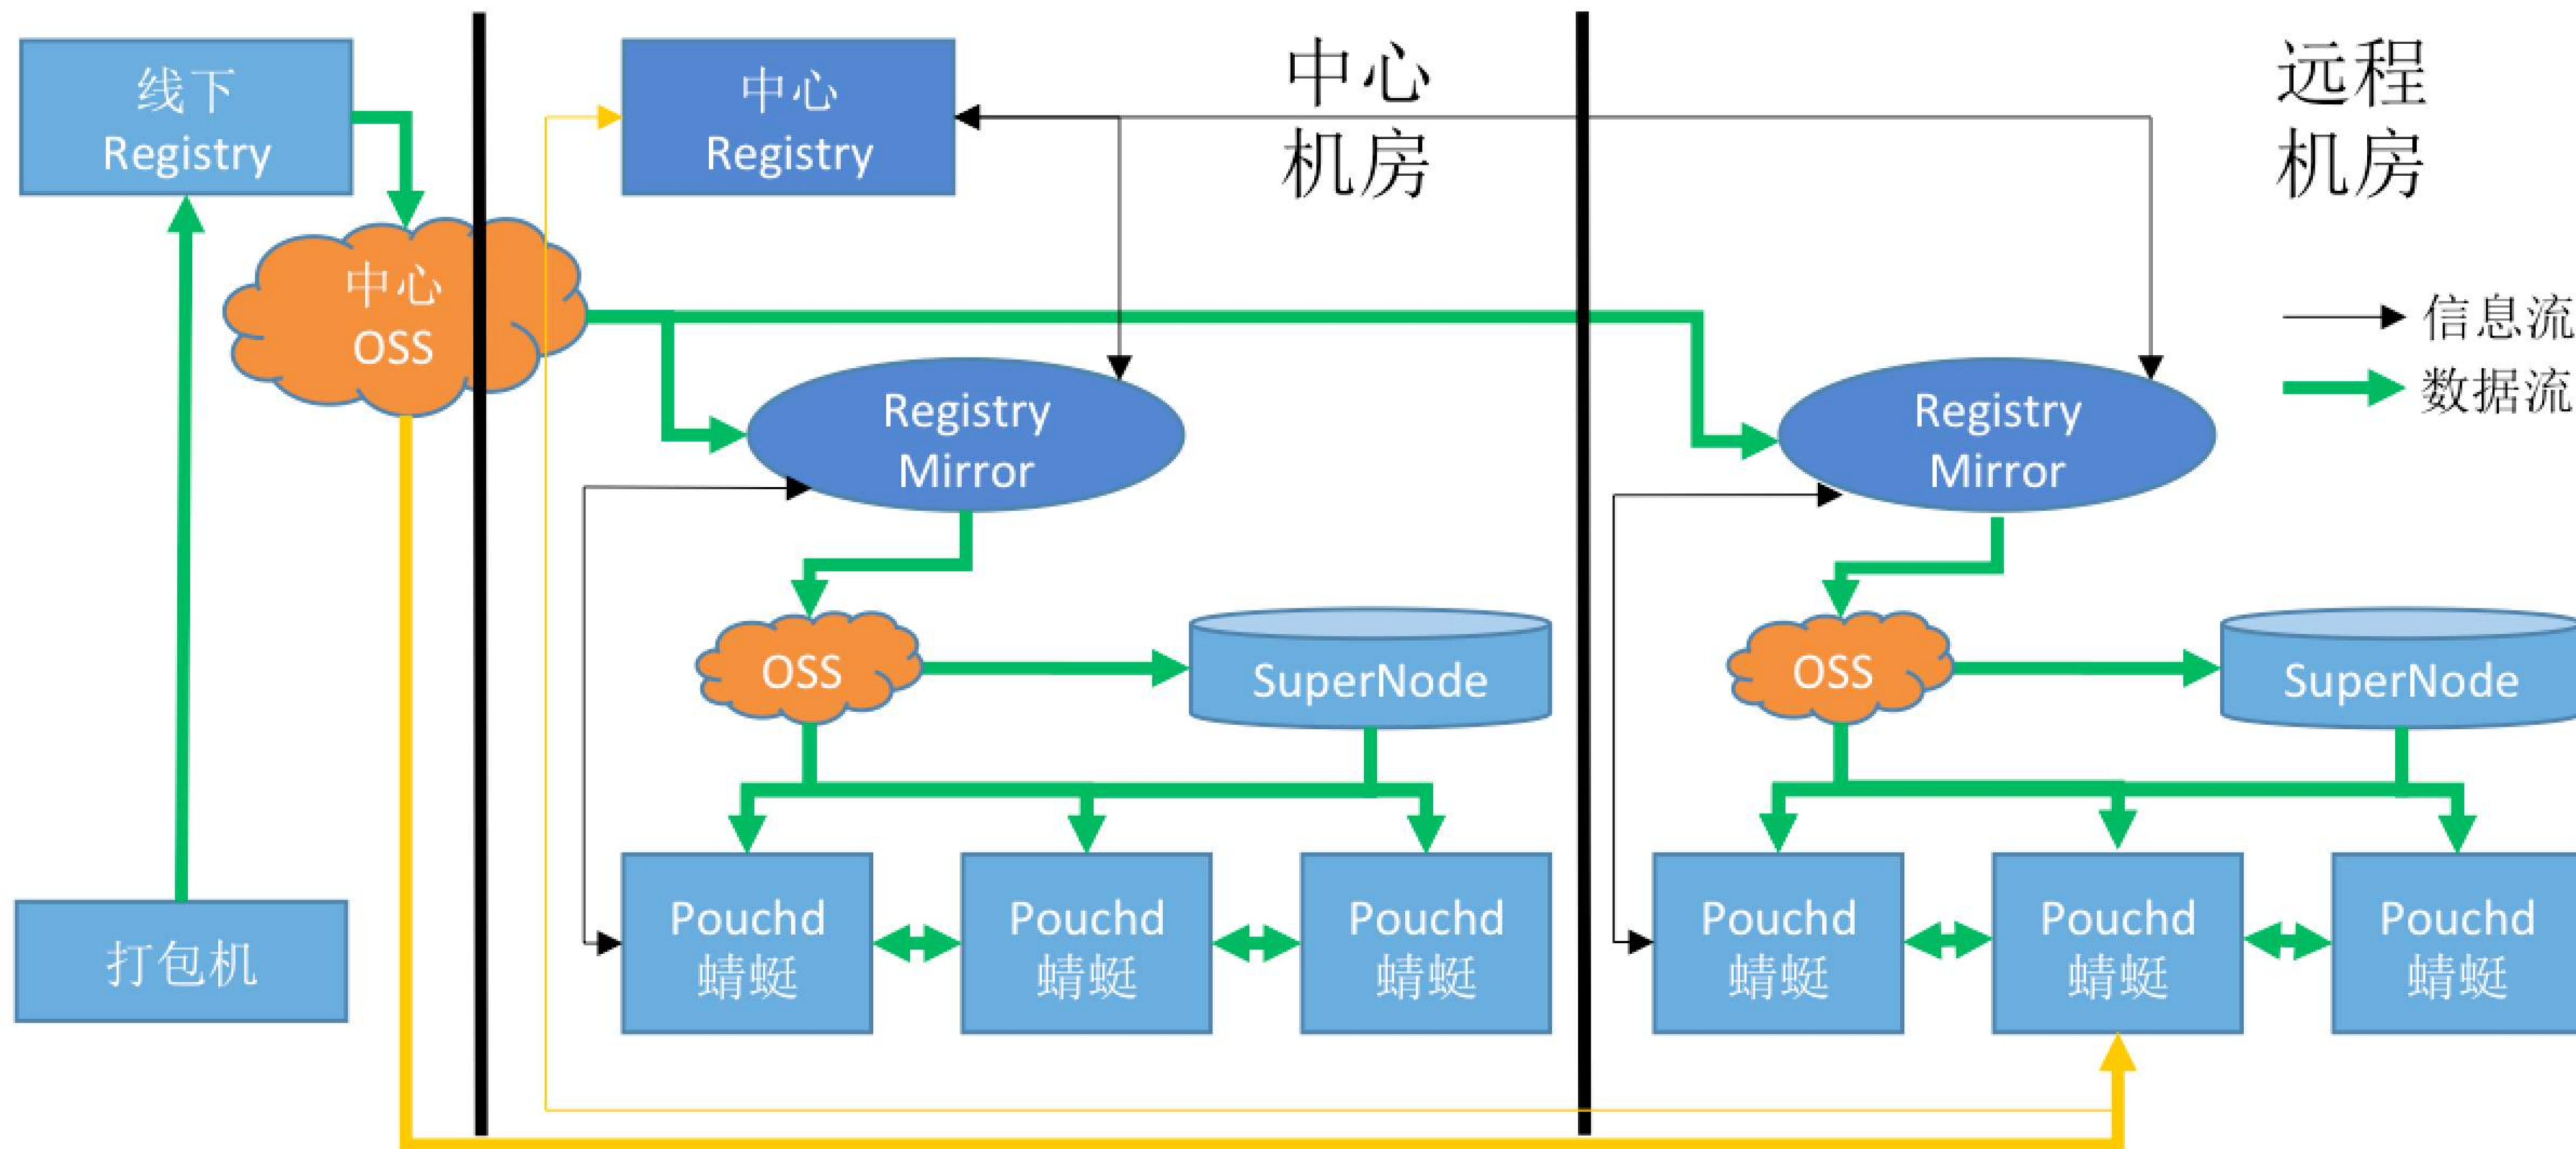 线下
Registry
中心
Registry
中心
机房
远程
机房
中心
OSS
信息流
数据流
Registry
Mirror
Registry
Mirror
OSS
SuperNode
OSS
SuperNode
Pouchd
蜻蜓
Pouchd
蜻蜓
Pouchd
蜻蜓
Pouchd
蜻蜓
Pouchd
蜻蜓
Pouchd
蜻蜓
打包机